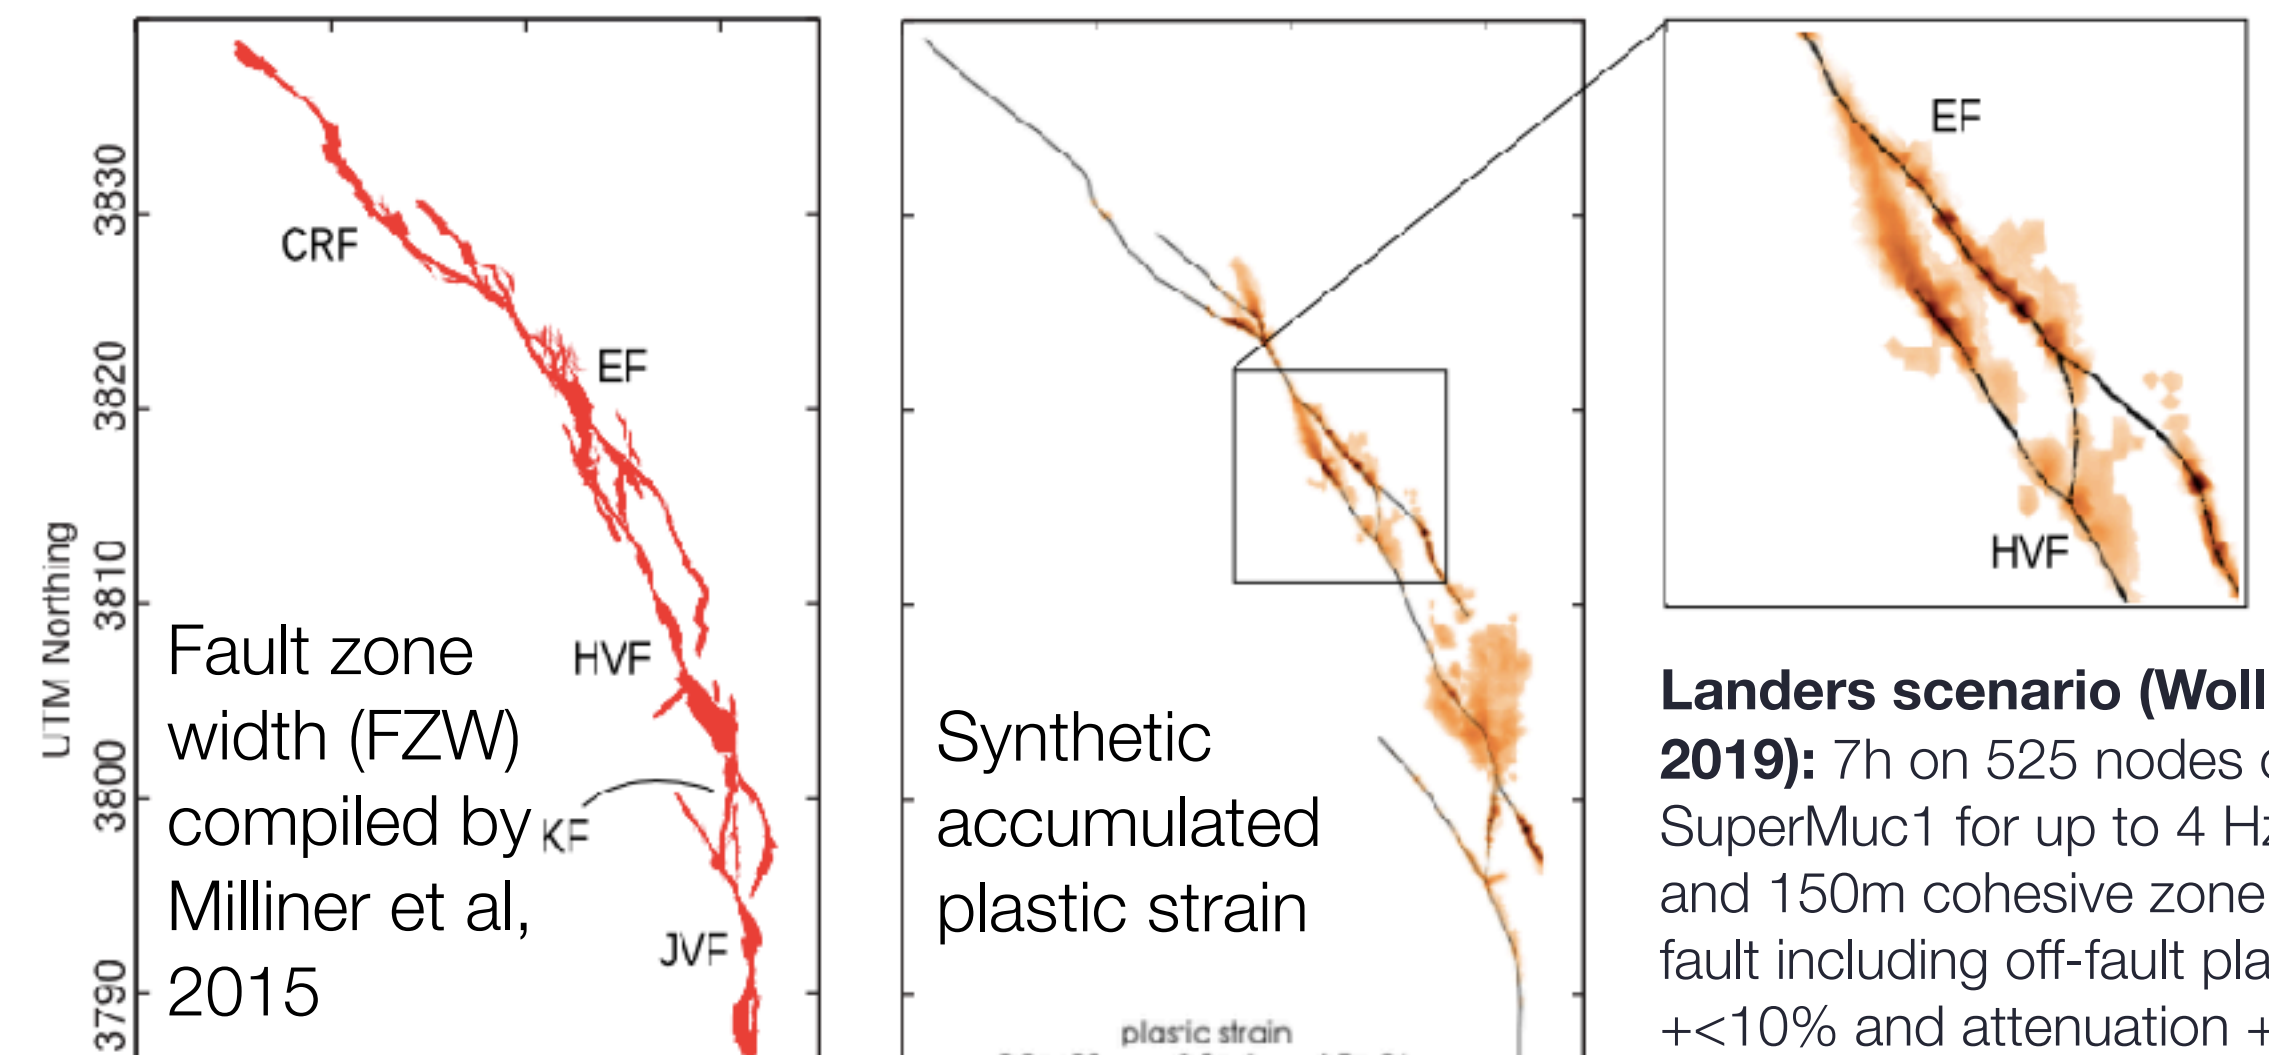 UTM Northing
3830
3820
3810
3800
3790
CRF
EF
HVF
KF
JVF
Fault zone
width (FZW)
compiled by
Milliner et al,
2015
Synthetic
accumulated
plastic strain
plastic strain
EF
HVF
Landers scenario (Woll
2019): 7h on 525 nodes
SuperMuc1 for up to 4 Hz
and 150m cohesive zone
fault including off-fault pla
+<10% and attenuation +